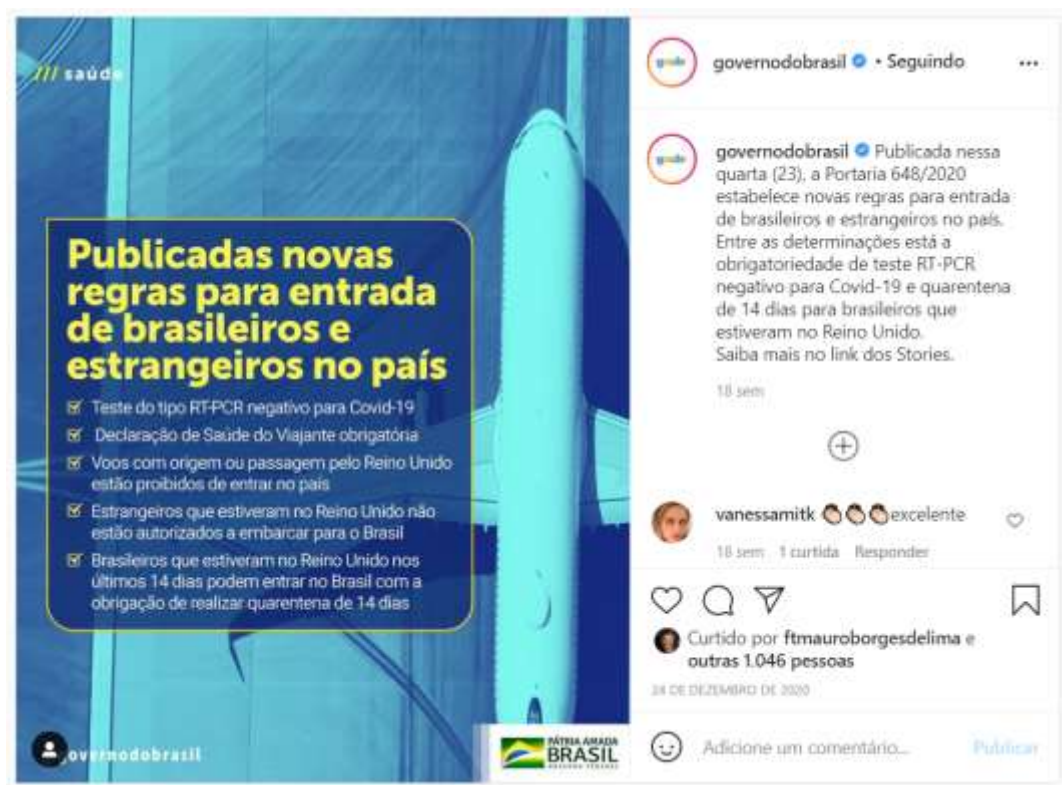 /// saúde
Publicadas novas
regras para entrada
de brasileiros e
estrangeiros no país
Teste do tipo RT-PCR negativo para Covid-19
Declaração de Saúde do Viajante obrigatória
Voos com origem ou passagem pelo Reino Unido
estão proibidos de entrar no país
Estrangeiros que estiveram no Reino Unido não
estão autorizados a embarcar para o Brasil
Brasileiros que estiveram no Reino Unido nos
últimos 14 dias podem entrar no Brasil com a
obrigação de realizar quarentena de 14 dias
overnodobrasil
PÁTRIA AMADA
BRASIL
GOVERNO FEDERAL
governodobrasil • Seguindo
governodobrasil Publicada nessa
quarta (23), a Portaria 648/2020
estabelece novas regras para entrada
de brasileiros e estrangeiros no país.
Entre as determinações está a
obrigatoriedade de teste RT-PCR
negativo para Covid-19 e quarentena
de 14 dias para brasileiros que
estiveram no Reino Unido.
Saiba mais no link dos Stories.
18 sem
vanessamitk 👏🏻👏🏻👏🏻excelente
18 sem 1 curtida Responder
Curtido por ftmauroborgesdelima e
outras 1.046 pessoas
24 DE DEZEMBRO DE 2020
Adicione um comentário... Publicar